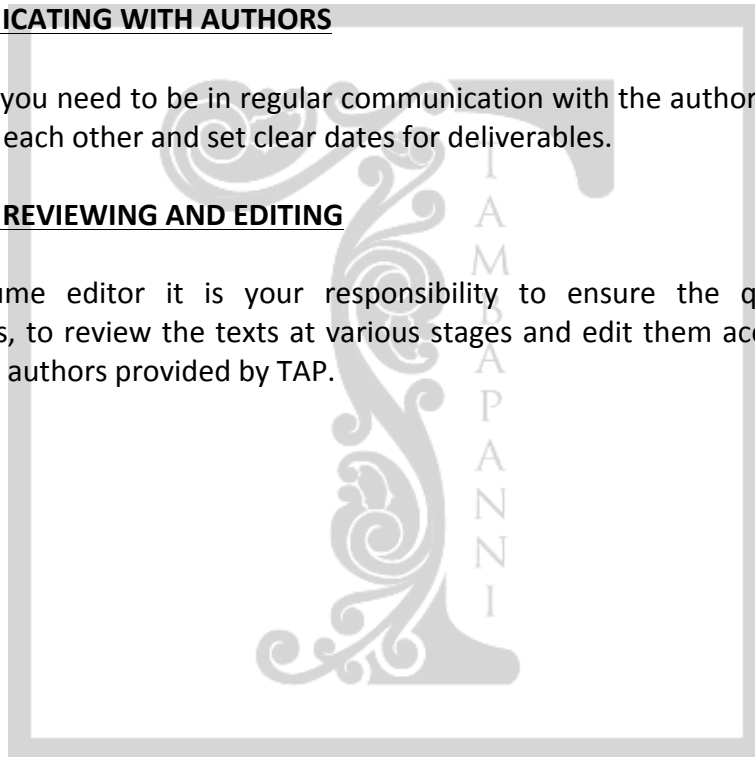 ICATING WITH AUTHORS
you need to be in regular communication with the author
each other and set clear dates for deliverables.
REVIEWING AND EDITING
ume editor it is your responsibility to ensure the q
s, to review the texts at various stages and edit them acc
authors provided by TAP.
TAMBAPANNI